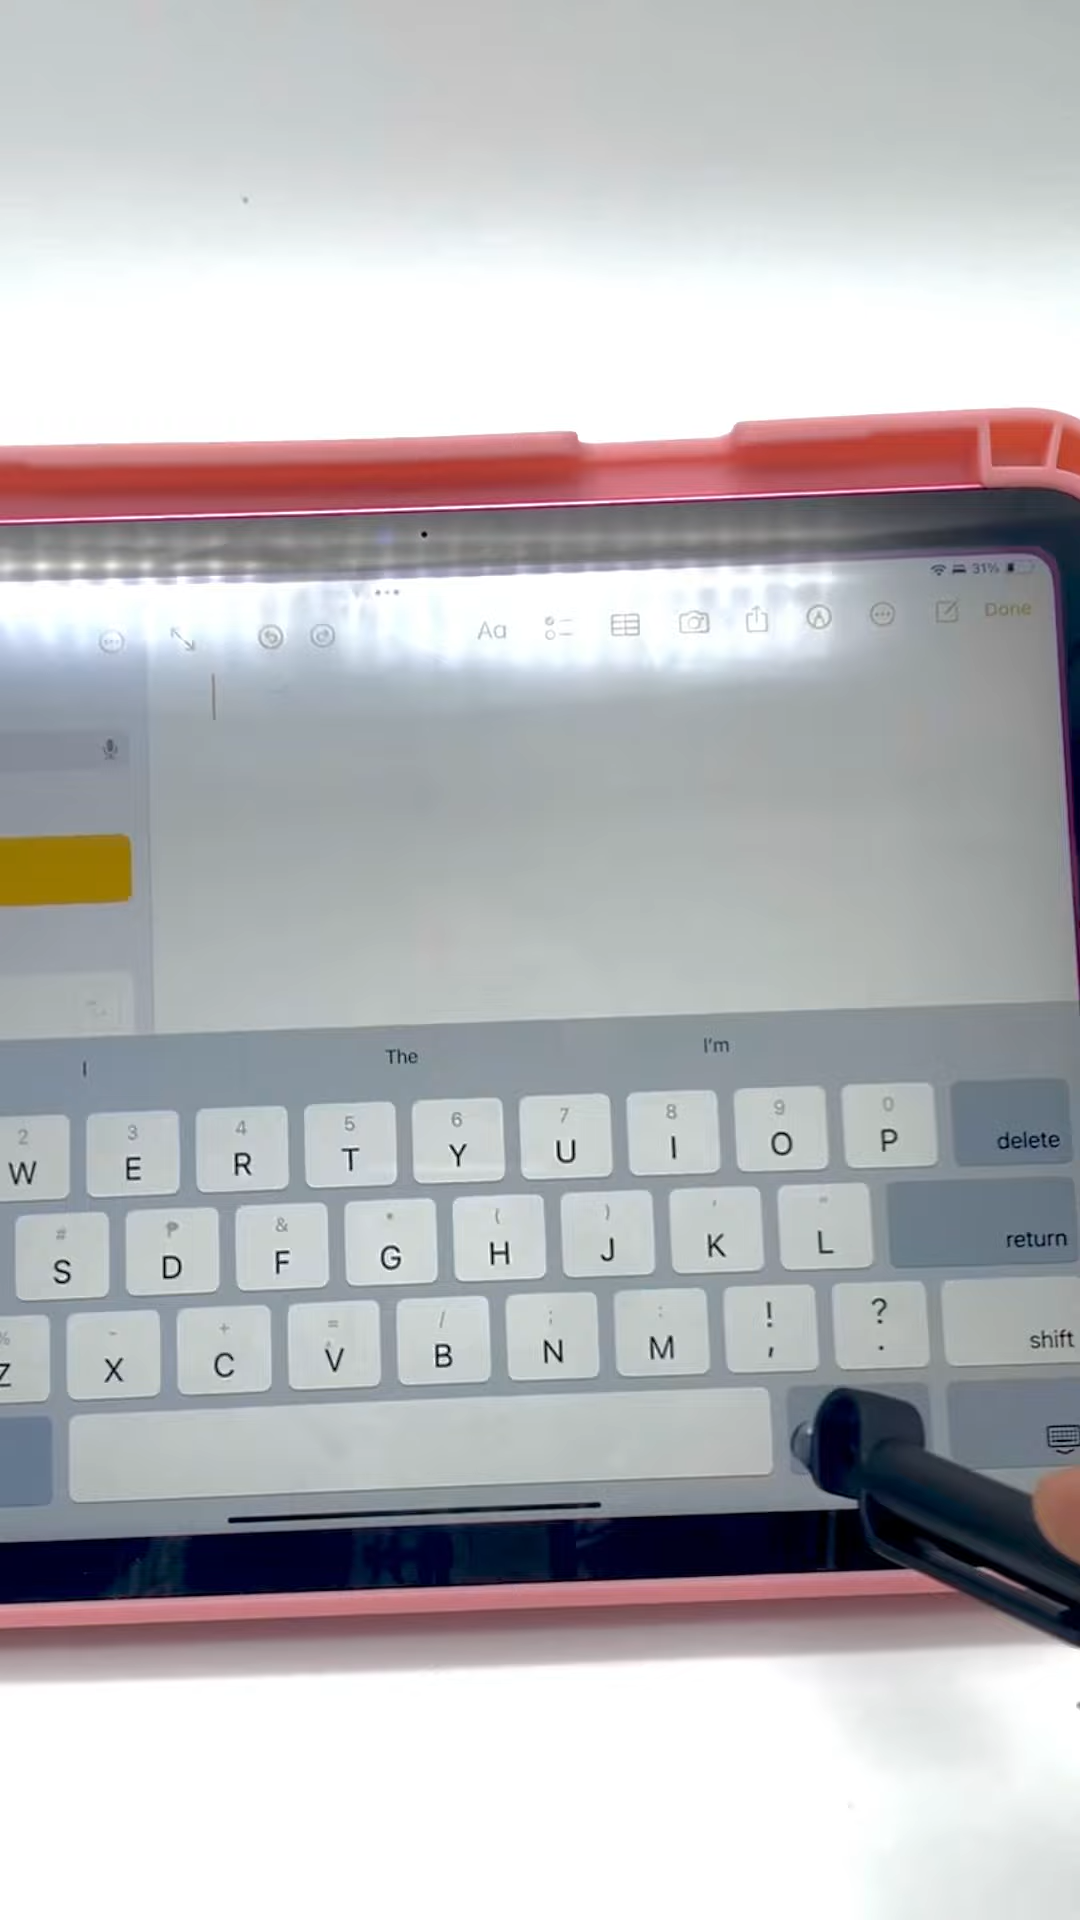 31%
Aa Done
I The I'm
2 3 4 5 6 7 8 9 0
W E R T Y U I O P delete
# ₱ & * ( ) ' "
S D F G H J K L return
% - + = / ; : ! ?
Z X C V B N M , . shift